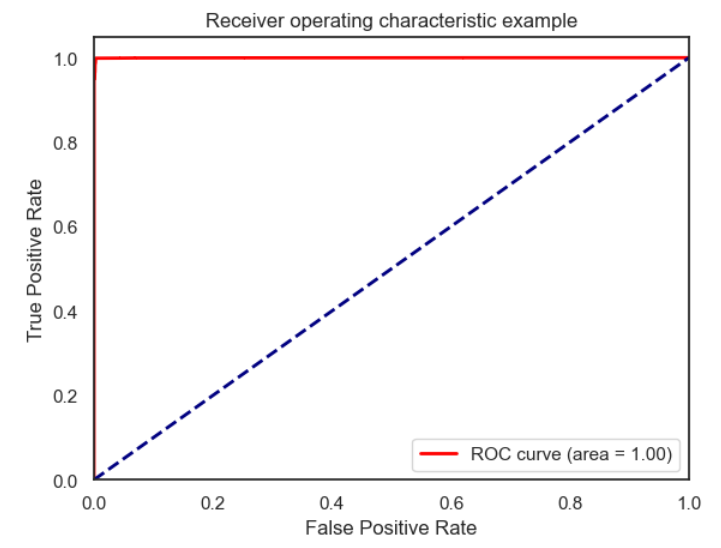 Receiver operating characteristic example
True Positive Rate
1.0
0.8
0.6
0.4
0.2
0.0
ROC curve (area = 1.00)
0.0 0.2 0.4 0.6 0.8 1.0
False Positive Rate